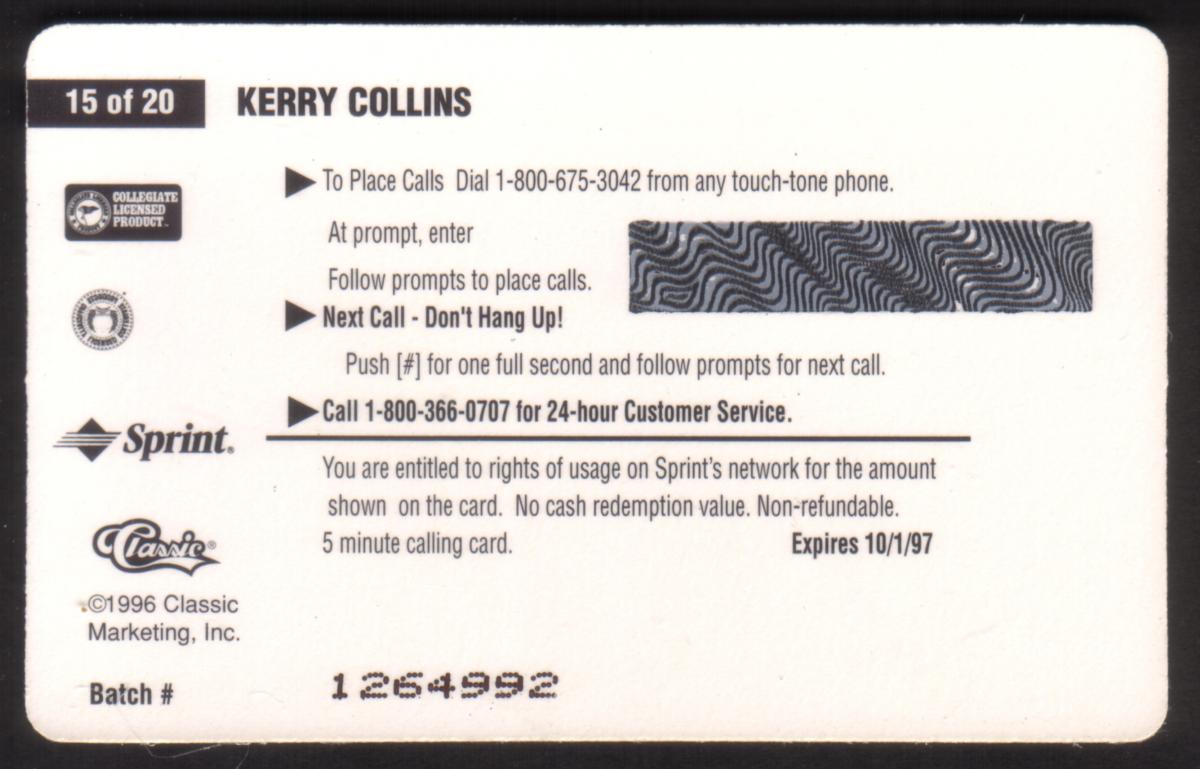 15 of 20
KERRY COLLINS
To Place Calls Dial 1-800-675-3042 from any touch-tone phone.
COLLEGIATE
LICENSED
PRODUCT™
At prompt, enter
Follow prompts to place calls.
Next Call - Don't Hang Up!
Push [#] for one full second and follow prompts for next call.
Call 1-800-366-0707 for 24-hour Customer Service.
Sprint®
You are entitled to rights of usage on Sprint's network for the amount
shown on the card. No cash redemption value. Non-refundable.
5 minute calling card.
Expires 10/1/97
Classic®
©1996 Classic
Marketing, Inc.
Batch #
1264992